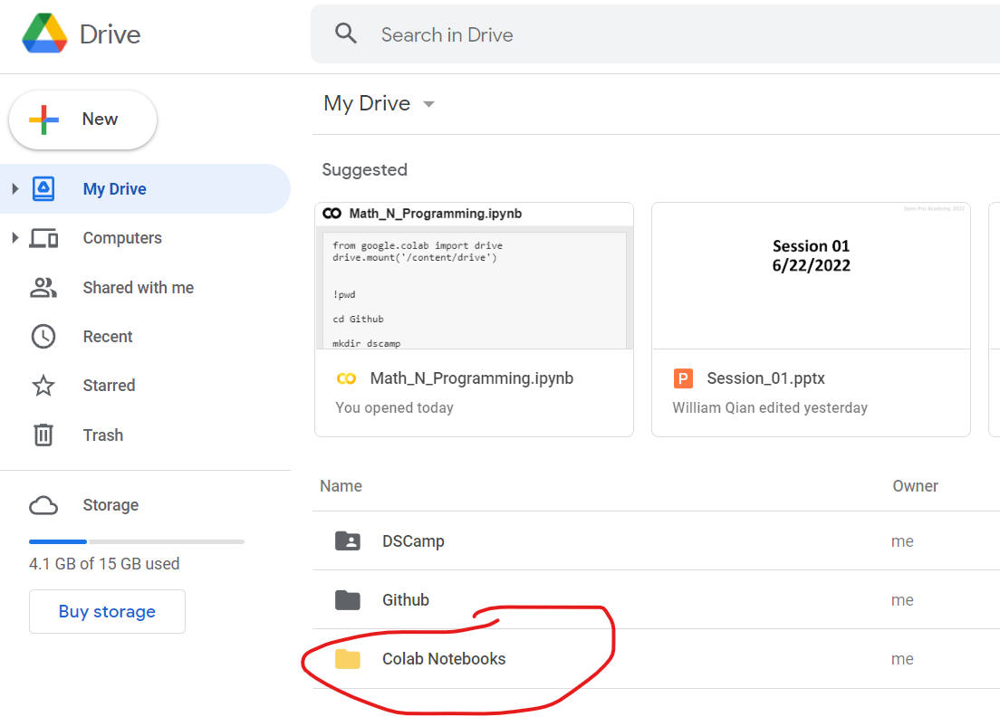 Drive
Search in Drive
New
My Drive
Computers
Shared with me
Recent
Starred
Trash
Storage
4.1 GB of 15 GB used
Buy storage
My Drive
Suggested
Math_N_Programming.ipynb
from google.colab import drive
drive.mount('/content/drive')
!pwd
cd Github
mkdir dscamp
Math_N_Programming.ipynb
You opened today
Stem Pro Academy, 2022
Session 01
6/22/2022
P
Session_01.pptx
William Qian edited yesterday
Name Owner
DSCamp me
Github me
Colab Notebooks me